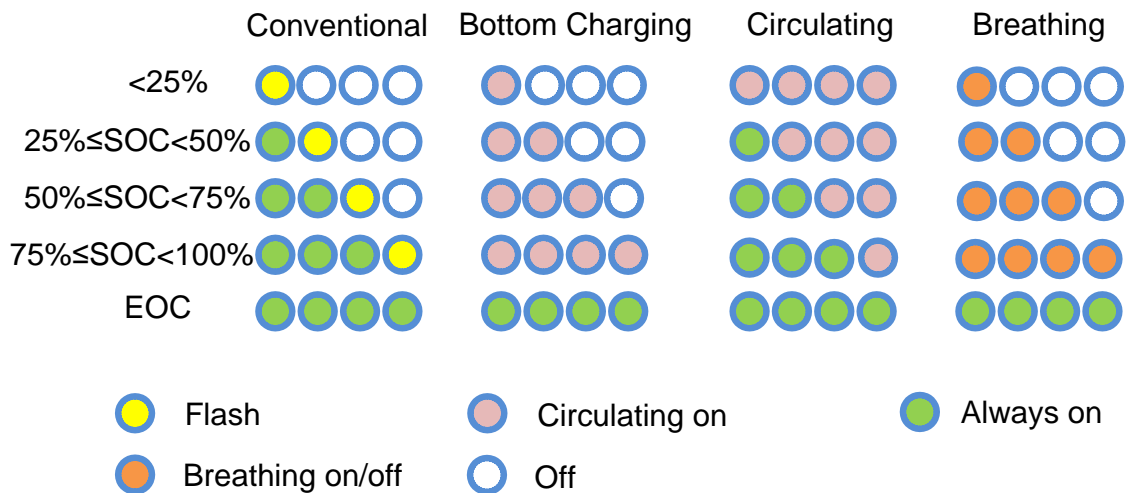 Conventional Bottom Charging Circulating Breathing
<25%
25%≤SOC<50%
50%≤SOC<75%
75%≤SOC<100%
EOC
Flash Circulating on Always on
Breathing on/off Off